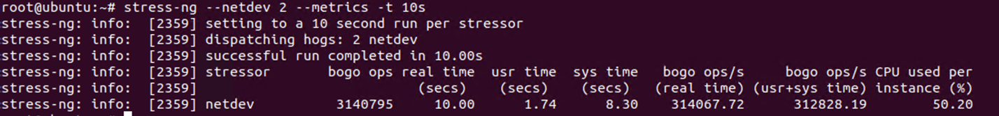 root@ubuntu:~# stress-ng --netdev 2 --metrics -t 10s
stress-ng: info:  [2359] setting to a 10 second run per stressor
stress-ng: info:  [2359] dispatching hogs: 2 netdev
stress-ng: info:  [2359] successful run completed in 10.00s
stress-ng: info:  [2359] stressor       bogo ops real time  usr time  sys time   bogo ops/s     bogo ops/s CPU used per
stress-ng: info:  [2359]                           (secs)    (secs)    (secs)   (real time) (usr+sys time) instance (%)
stress-ng: info:  [2359] netdev          3140795     10.00      1.74      8.30    314067.72      312828.19        50.20